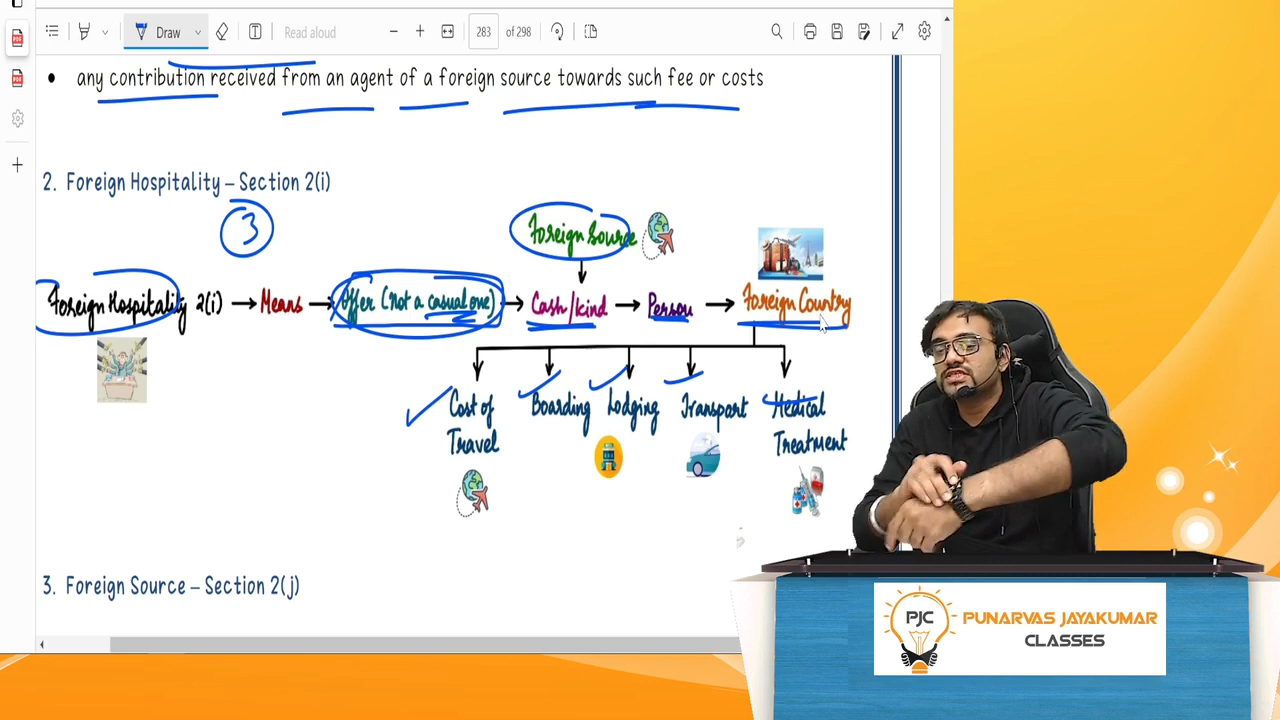 Draw
Read aloud
283 of 298
• any contribution received from an agent of a foreign source towards such fee or costs
2. Foreign Hospitality – Section 2(i)
3
Foreign Source
Foreign Hospitality 2(i) → Means → Offer (Not a casual one) → Cash/kind → Person → Foreign Country
Cost of Travel
Boarding
Lodging
Transport
Medical Treatment
3. Foreign Source – Section 2(j)
PJC
PUNARVAS JAYAKUMAR
CLASSES